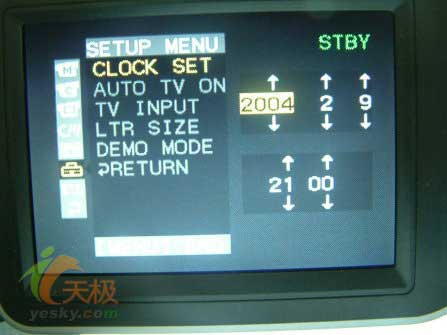 SETUP MENU
STBY
CLOCK SET
AUTO TV ON
TV INPUT
LTR SIZE
DEMO MODE
RETURN
2004 2 9
21 00
天极
yesky.com